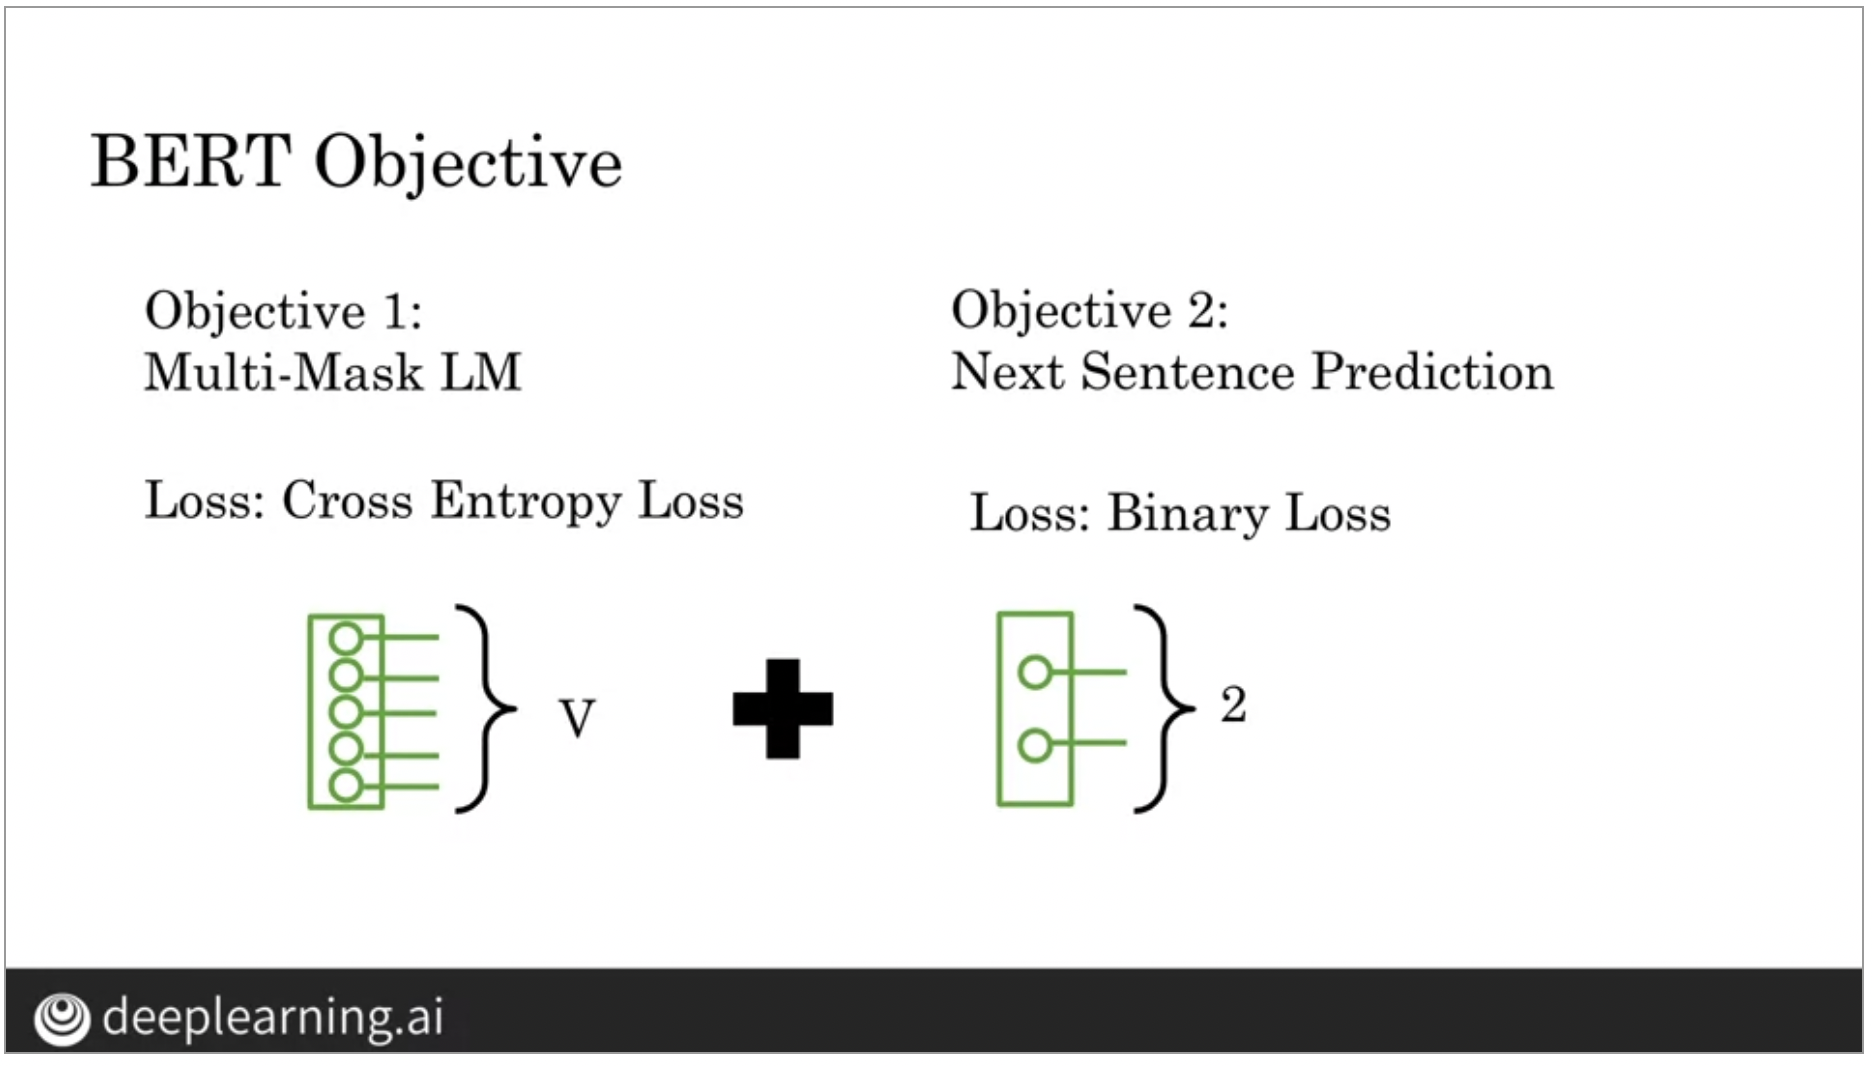 BERT Objective
Objective 1:
Multi-Mask LM
Loss: Cross Entropy Loss
V
Objective 2:
Next Sentence Prediction
Loss: Binary Loss
2
deeplearning.ai